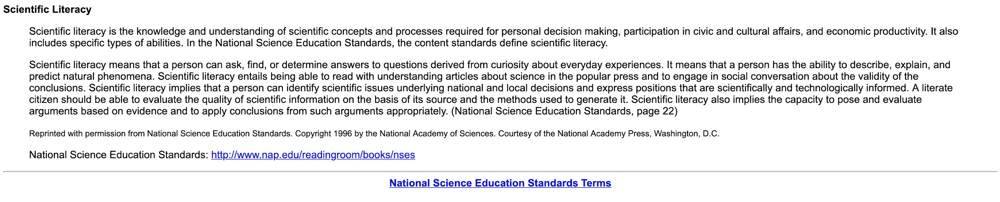 Scientific Literacy
Scientific literacy is the knowledge and understanding of scientific concepts and processes required for personal decision making, participation in civic and cultural affairs, and economic productivity. It also
includes specific types of abilities. In the National Science Education Standards, the content standards define scientific literacy.
Scientific literacy means that a person can ask, find, or determine answers to questions derived from curiosity about everyday experiences. It means that a person has the ability to describe, explain, and
predict natural phenomena. Scientific literacy entails being able to read with understanding articles about science in the popular press and to engage in social conversation about the validity of the
conclusions. Scientific literacy implies that a person can identify scientific issues underlying national and local decisions and express positions that are scientifically and technologically informed. A literate
citizen should be able to evaluate the quality of scientific information on the basis of its source and the methods used to generate it. Scientific literacy also implies the capacity to pose and evaluate
arguments based on evidence and to apply conclusions from such arguments appropriately. (National Science Education Standards, page 22)
Reprinted with permission from National Science Education Standards. Copyright 1996 by the National Academy of Sciences. Courtesy of the National Academy Press, Washington, D.C.
National Science Education Standards: http://www.nap.edu/readingroom/books/nses
National Science Education Standards Terms